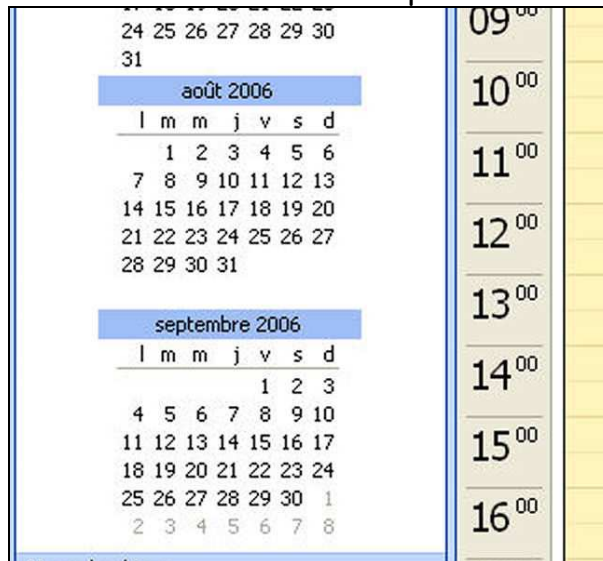 24 25 26 27 28 29 30
31
août 2006
l m m j v s d
1 2 3 4 5 6
7 8 9 10 11 12 13
14 15 16 17 18 19 20
21 22 23 24 25 26 27
28 29 30 31
septembre 2006
l m m j v s d
1 2 3
4 5 6 7 8 9 10
11 12 13 14 15 16 17
18 19 20 21 22 23 24
25 26 27 28 29 30 1
2 3 4 5 6 7 8
09 00
10 00
11 00
12 00
13 00
14 00
15 00
16 00